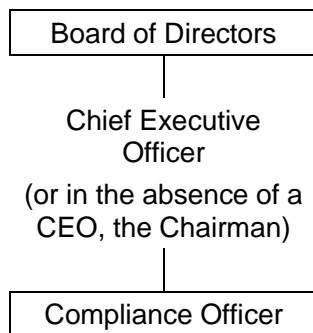 Board of Directors
Chief Executive
Officer
(or in the absence of a
CEO, the Chairman)
Compliance Officer